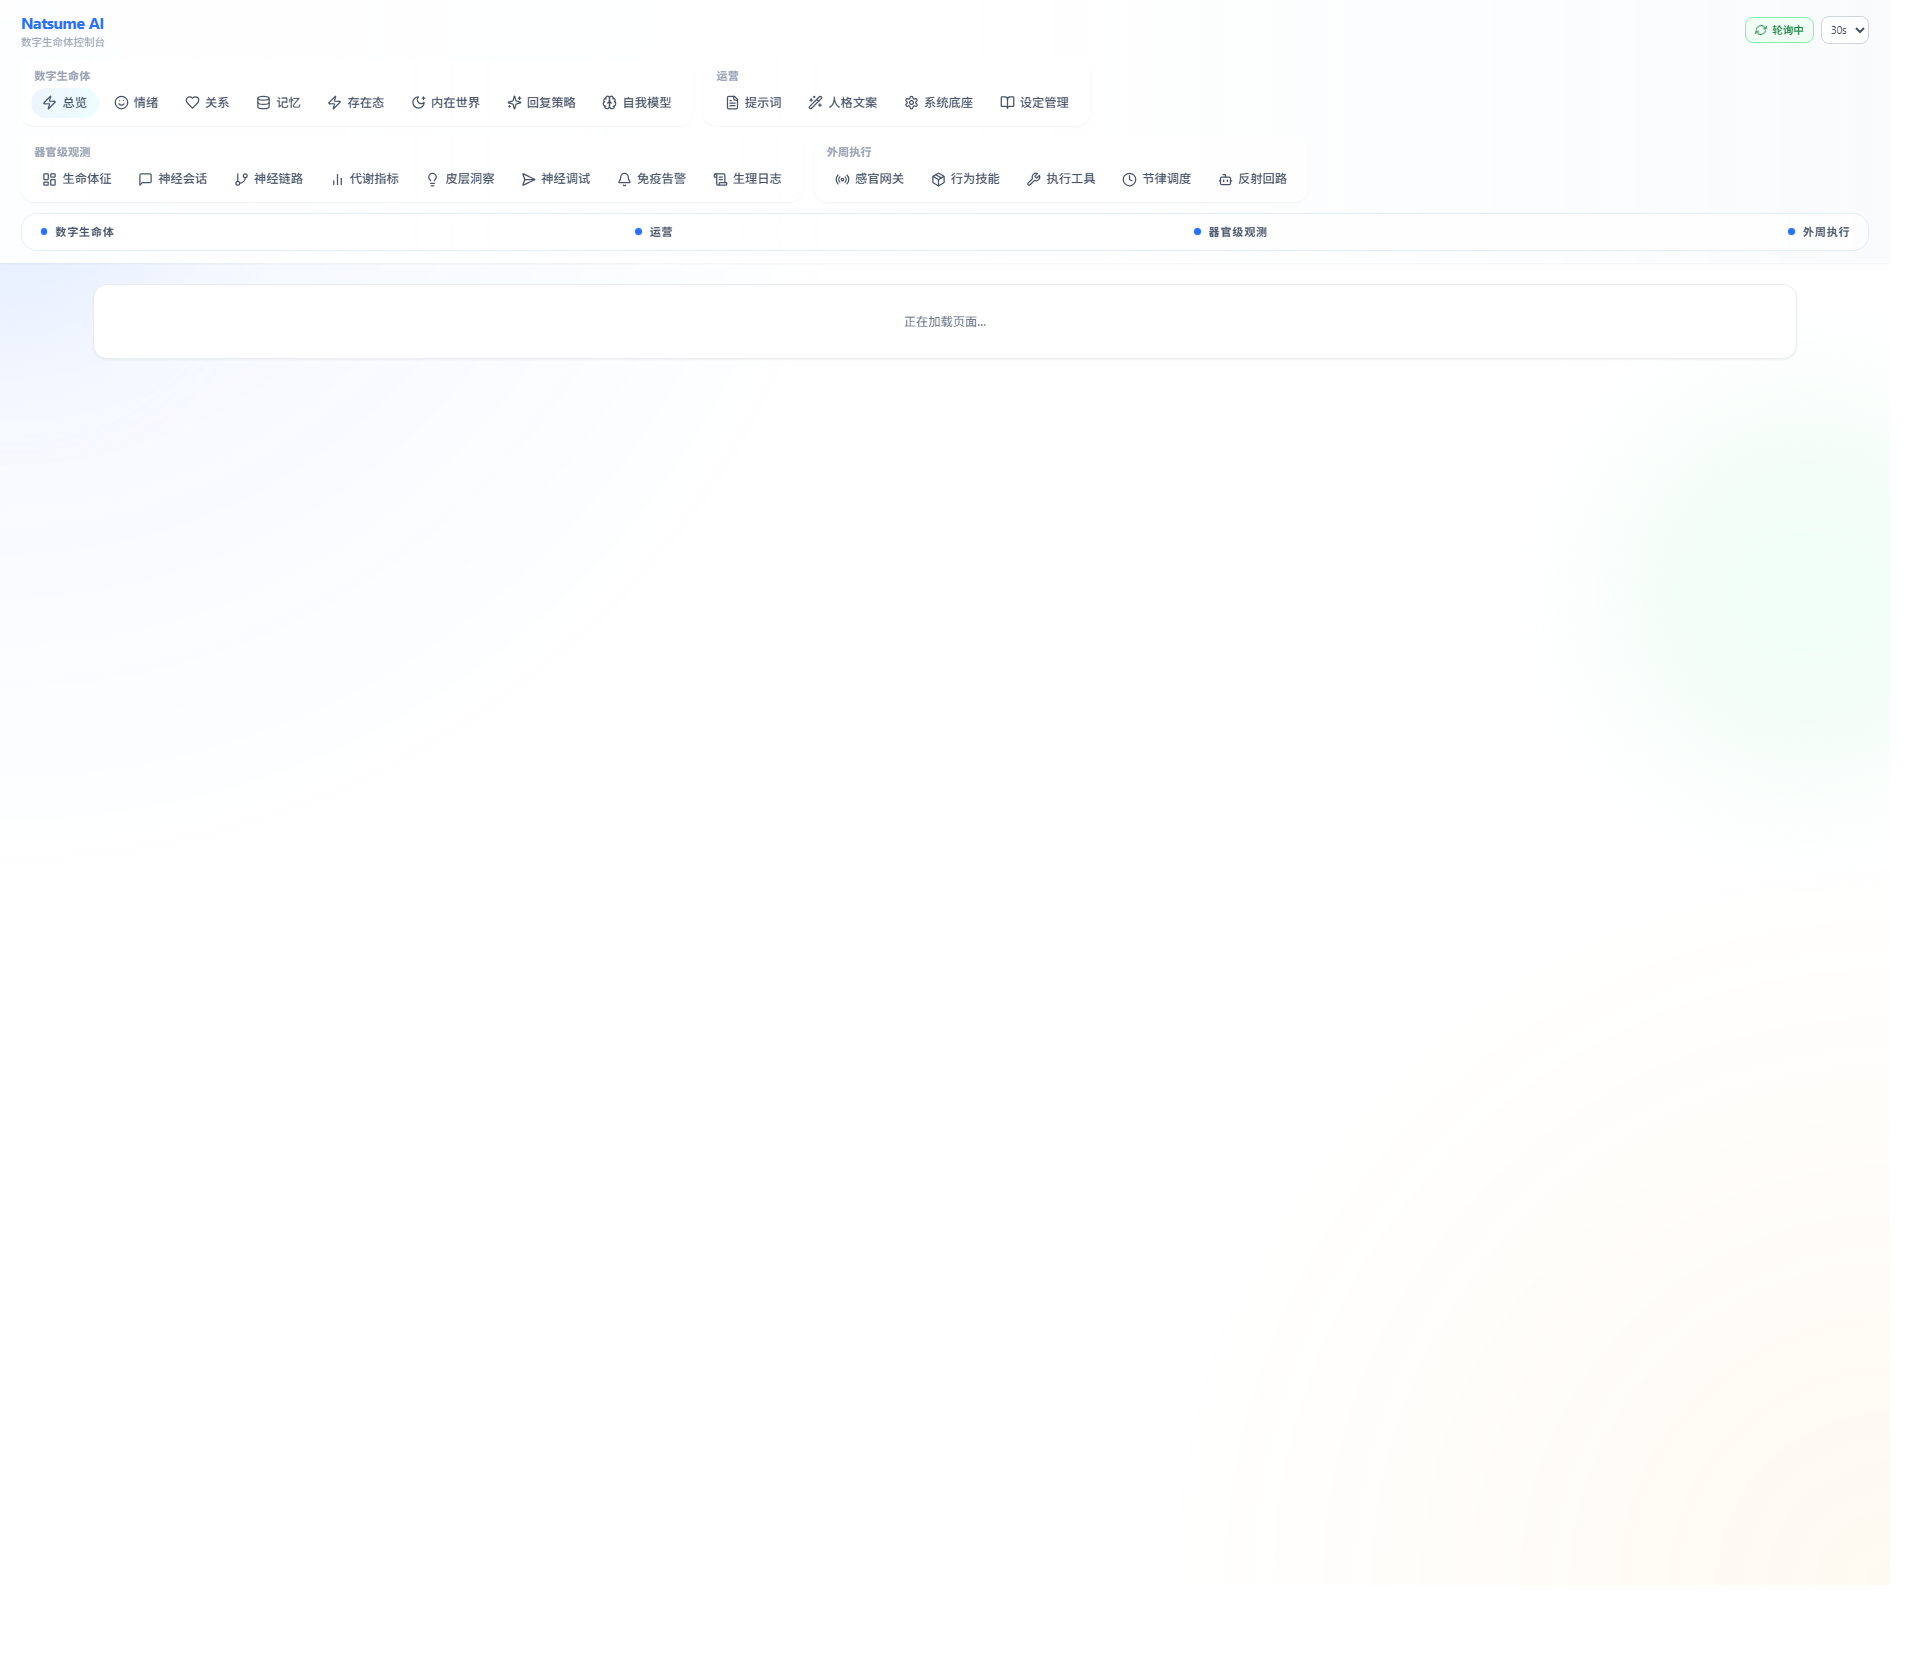 Natsume AI
数字生命体控制台
轮询中
30s
数字生命体
总览 情绪 关系 记忆 存在态 内在世界 回复策略 自我模型
运营
提示词 人格文案 系统底座 设定管理
器官级观测
生命体征 神经会话 神经链路 代谢指标 皮层洞察 神经调试 免疫告警 生理日志
外周执行
感官网关 行为技能 执行工具 节律调度 反射回路
数字生命体 运营 器官级观测 外周执行
正在加载页面...